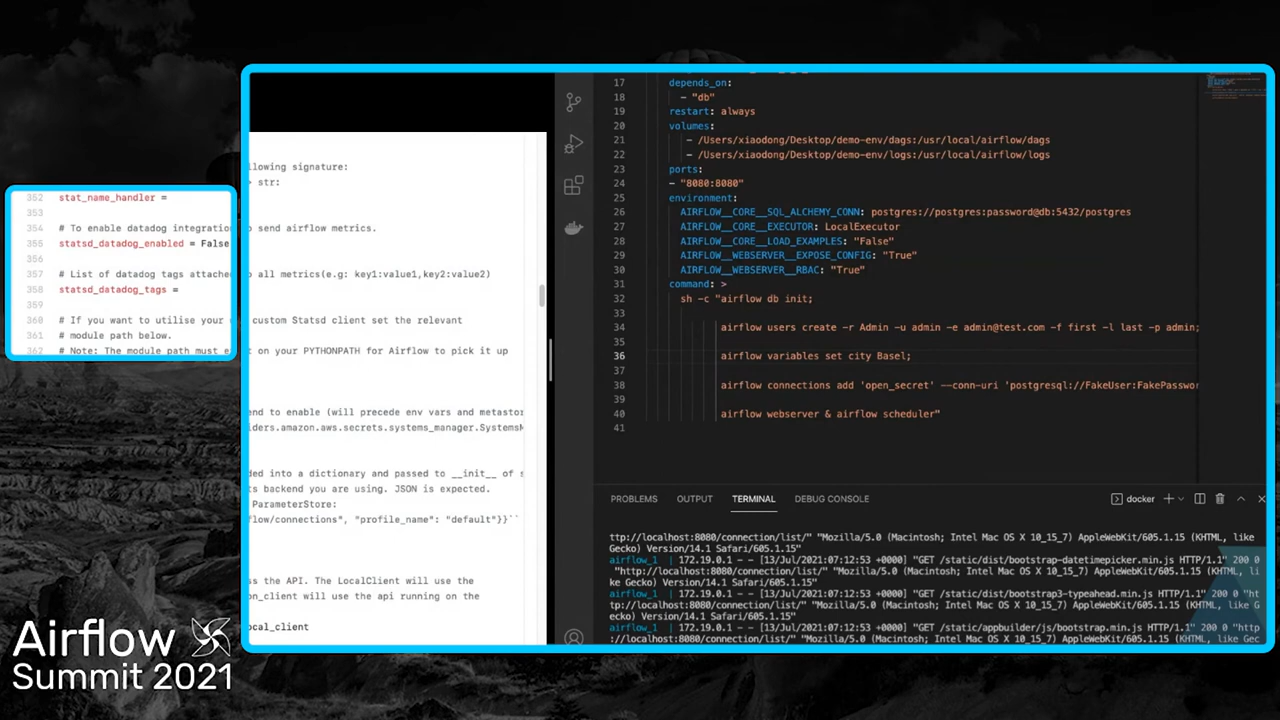 352 stat_name_handler =
353
354 # To enable datadog integration
355 statsd_datadog_enabled = False
356
357 # List of datadog tags attache
358 statsd_datadog_tags =
359
360 # If you want to utilise your
361 # module path below.
362 # Note: The module path must e
llowing signature:
> str:
o send airflow metrics.
o all metrics(e.g: key1:value1,key2:value2)
custom Statsd client set the relevant
t on your PYTHONPATH for Airflow to pick it up
end to enable (will precede env vars and metastor
iders.amazon.aws.secrets.systems_manager.SystemsM
ded into a dictionary and passed to __init__ of s
ts backend you are using. JSON is expected.
ParameterStore:
flow/connections", "profile_name": "default"}}``
ss the API. The LocalClient will use the
on_client will use the api running on the
ocal_client
17 depends_on:
18 - "db"
19 restart: always
20 volumes:
21 - /Users/xiaodong/Desktop/demo-env/dags:/usr/local/airflow/dags
22 - /Users/xiaodong/Desktop/demo-env/logs:/usr/local/airflow/logs
23 ports:
24 - "8080:8080"
25 environment:
26 AIRFLOW__CORE__SQL_ALCHEMY_CONN: postgres://postgres:password@db:5432/postgres
27 AIRFLOW__CORE__EXECUTOR: LocalExecutor
28 AIRFLOW__CORE__LOAD_EXAMPLES: "False"
29 AIRFLOW__WEBSERVER__EXPOSE_CONFIG: "True"
30 AIRFLOW__WEBSERVER__RBAC: "True"
31 command: >
32 sh -c "airflow db init;
33
34 airflow users create -r Admin -u admin -e admin@test.com -f first -l last -p admin;
35
36 airflow variables set city Basel;
37
38 airflow connections add 'open_secret' --conn-uri 'postgresql://FakeUser:FakePasswor
39
40 airflow webserver & airflow scheduler"
41
PROBLEMS OUTPUT TERMINAL DEBUG CONSOLE docker
ttp://localhost:8080/connection/list/" "Mozilla/5.0 (Macintosh; Intel Mac OS X 10_15_7) AppleWebKit/605.1.15 (KHTML, like
Gecko) Version/14.1 Safari/605.1.15"
airflow_1 | 172.19.0.1 - - [13/Jul/2021:07:12:53 +0000] "GET /static/dist/bootstrap-datetimepicker.min.js HTTP/1.1" 200 0
"http://localhost:8080/connection/list/" "Mozilla/5.0 (Macintosh; Intel Mac OS X 10_15_7) AppleWebKit/605.1.15 (KHTML, li
ke Gecko) Version/14.1 Safari/605.1.15"
airflow_1 | 172.19.0.1 - - [13/Jul/2021:07:12:53 +0000] "GET /static/dist/bootstrap3-typeahead.min.js HTTP/1.1" 200 0 "ht
tp://localhost:8080/connection/list/" "Mozilla/5.0 (Macintosh; Intel Mac OS X 10_15_7) AppleWebKit/605.1.15 (KHTML, like G
ecko) Version/14.1 Safari/605.1.15"
airflow_1 | 172.19.0.1 - - [13/Jul/2021:07:12:53 +0000] "GET /static/appbuilder/js/bootstrap.min.js HTTP/1.1" 200 0 "http
://localhost:8080/connection/list/" "Mozilla/5.0 (Macintosh; Intel Mac OS X 10_15_7) AppleWebKit/605.1.15 (KHTML, like Gec
Airflow
Summit 2021